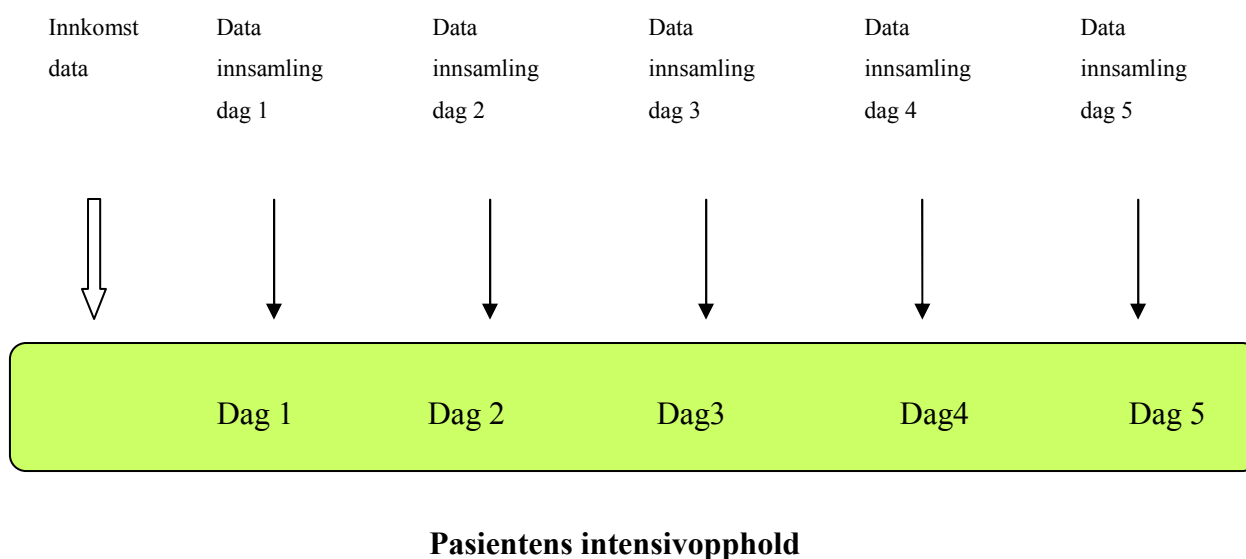 Innkomst
data
Data
innsamling
dag 1
Data
innsamling
dag 2
Data
innsamling
dag 3
Data
innsamling
dag 4
Data
innsamling
dag 5
Dag 1
Dag 2
Dag3
Dag4
Dag 5
Pasientens intensivopphold